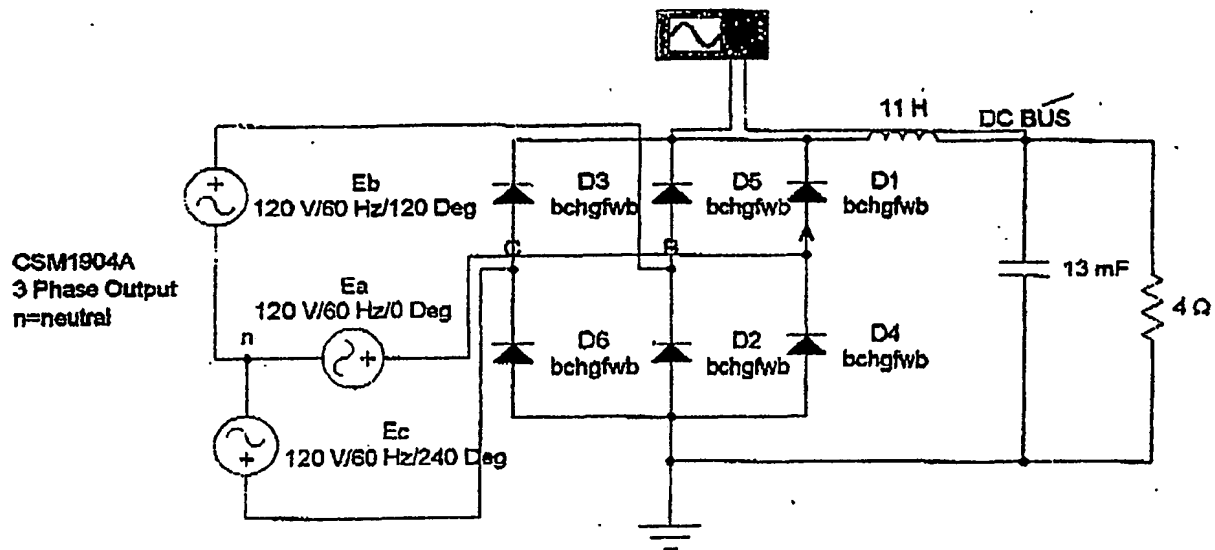 11 H
DC BUS
Eb
120 V/60 Hz/120 Deg
D3
bchgfwb
D5
bchgfwb
D1
bchgfwb
CSM1904A
3 Phase Output
n=neutral
C
B
A
Ea
120 V/60 Hz/0 Deg
n
13 mF
4 Ω
D6
bchgfwb
D2
bchgfwb
D4
bchgfwb
Ec
120 V/60 Hz/240 Deg